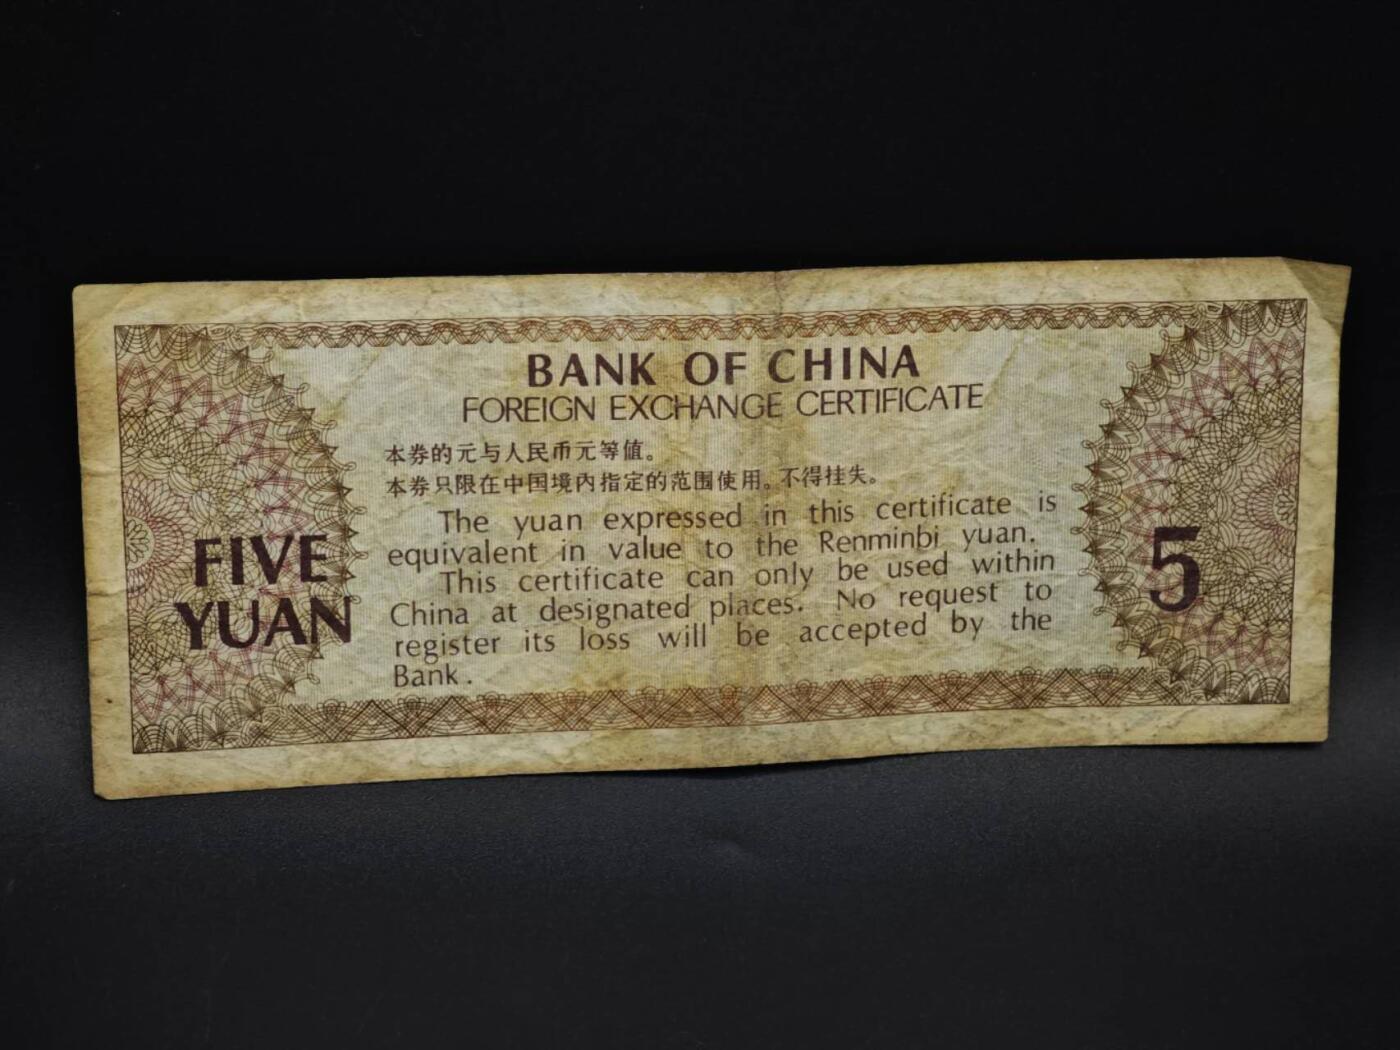 BANK OF CHINA
FOREIGN EXCHANGE CERTIFICATE
本券的元与人民币元等值。
本券只限在中国境内指定的范围使用。不得挂失。
The yuan expressed in this certificate is
equivalent in value to the Renminbi yuan.
This certificate can only be used within
China at designated places. No request to
register its loss will be accepted by the
Bank.
FIVE
YUAN
5